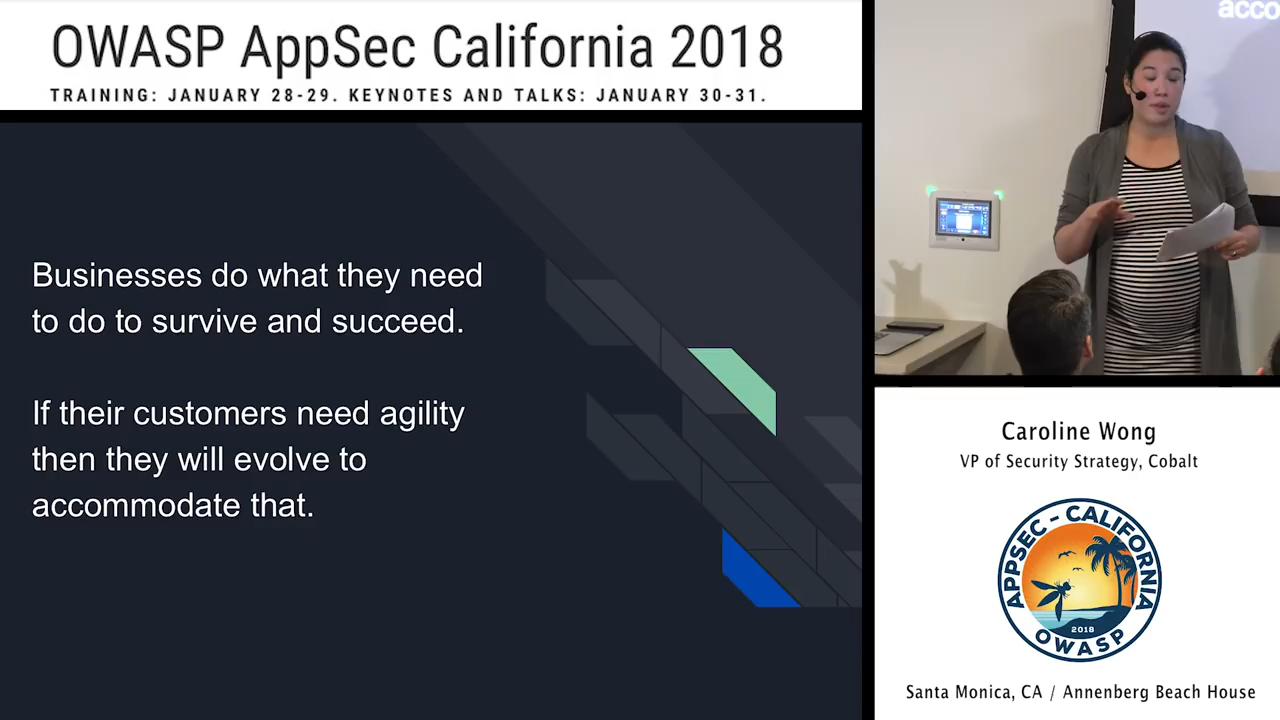 OWASP AppSec California 2018
TRAINING: JANUARY 28-29. KEYNOTES AND TALKS: JANUARY 30-31.
Businesses do what they need
to do to survive and succeed.
If their customers need agility
then they will evolve to
accommodate that.
acco
Caroline Wong
VP of Security Strategy, Cobalt
APPSEC - CALIFORNIA
2018
OWASP
Santa Monica, CA / Annenberg Beach House